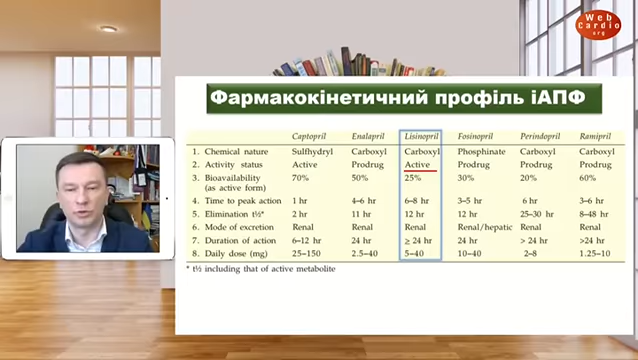 Web
Cardio
org
Фармакокінетичний профіль іАПФ
Captopril Enalapril Lisinopril Fosinopril Perindopril Ramipril
1. Chemical nature Sulfhydryl Carboxyl Carboxyl Phosphinate Carboxyl Carboxyl
2. Activity status Active Prodrug Active Prodrug Prodrug Prodrug
3. Bioavailability 70% 50% 25% 30% 20% 60%
(as active form)
4. Time to peak action 1 hr 4–6 hr 6–8 hr 3–5 hr 6 hr 3–6 hr
5. Elimination t½* 2 hr 11 hr 12 hr 12 hr 25–30 hr 8–48 hr
6. Mode of excretion Renal Renal Renal Renal/hepatic Renal Renal
7. Duration of action 6–12 hr 24 hr ≥ 24 hr 24 hr > 24 hr >24 hr
8. Daily dose (mg) 25–150 2.5–40 5–40 10–40 2–8 1.25–10
* t½ including that of active metabolite